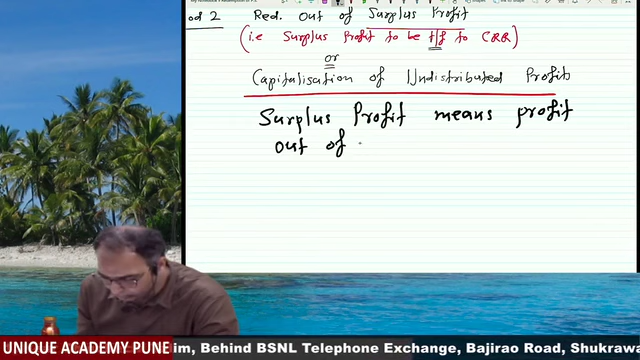 od 2 Red. Out of Surplus Profit
(i.e Surplus Profit to be t/f to CRR)
or
Capitalisation of Undistributed Profit
Surplus Profit means profit
out of
UNIQUE ACADEMY PUNE im, Behind BSNL Telephone Exchange, Bajirao Road, Shukrawa